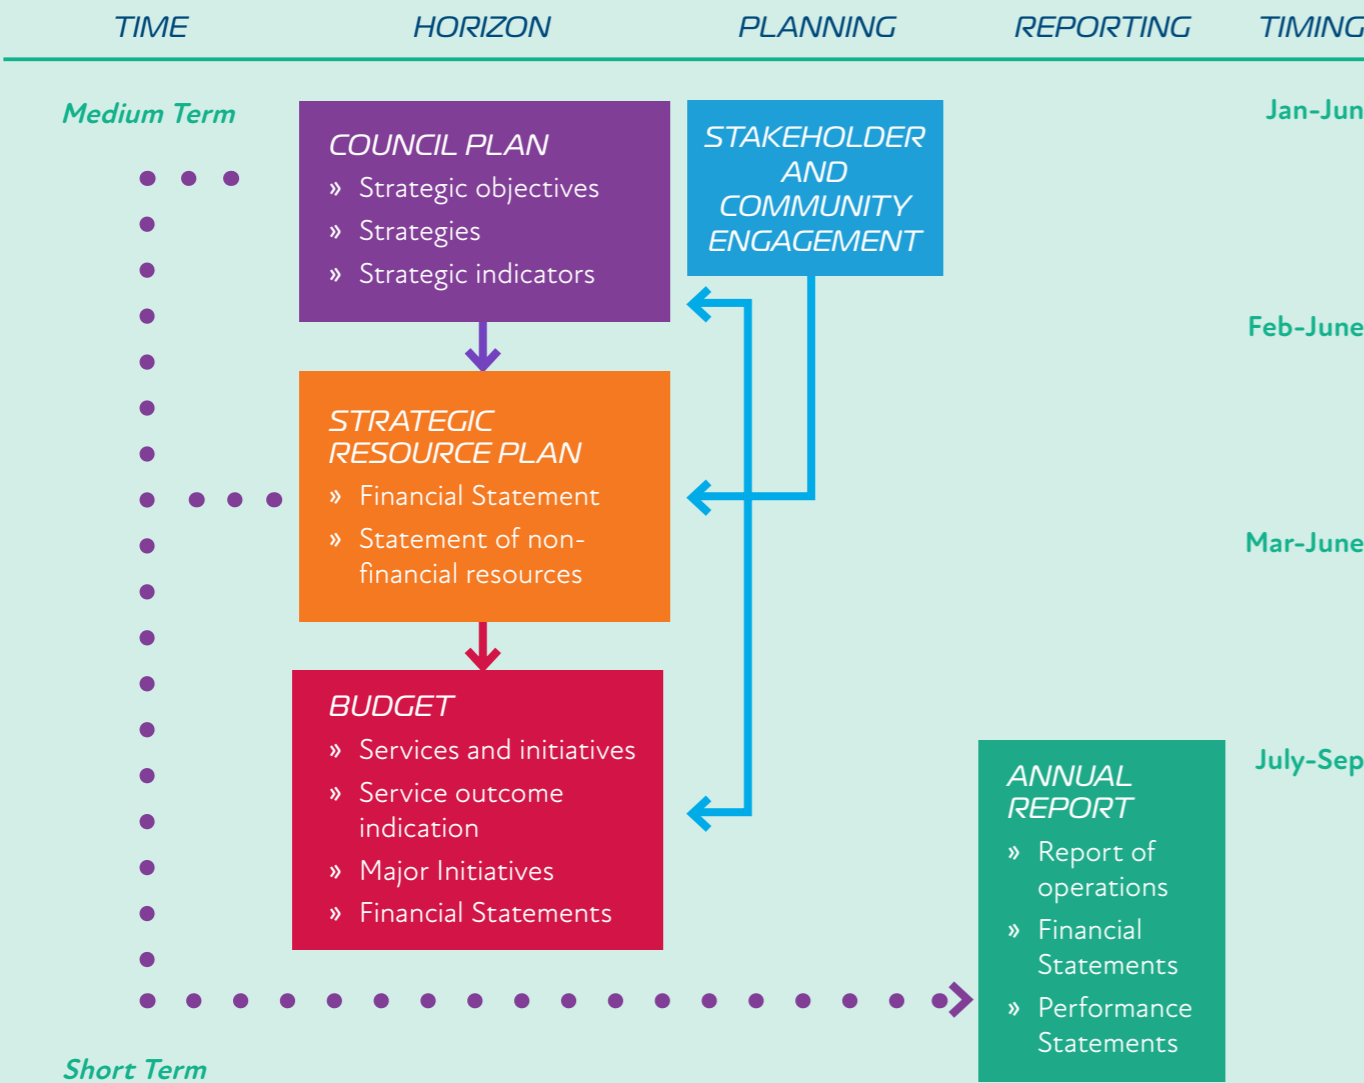 TIME HORIZON PLANNING REPORTING TIMING
Medium Term
COUNCIL PLAN
» Strategic objectives
» Strategies
» Strategic indicators
STAKEHOLDER
AND
COMMUNITY
ENGAGEMENT
Jan-Jun
Feb-June
STRATEGIC
RESOURCE PLAN
» Financial Statement
» Statement of non-
financial resources
Mar-June
BUDGET
» Services and initiatives
» Service outcome
indication
» Major Initiatives
» Financial Statements
July-Sep
ANNUAL
REPORT
» Report of
operations
» Financial
Statements
» Performance
Statements
Short Term